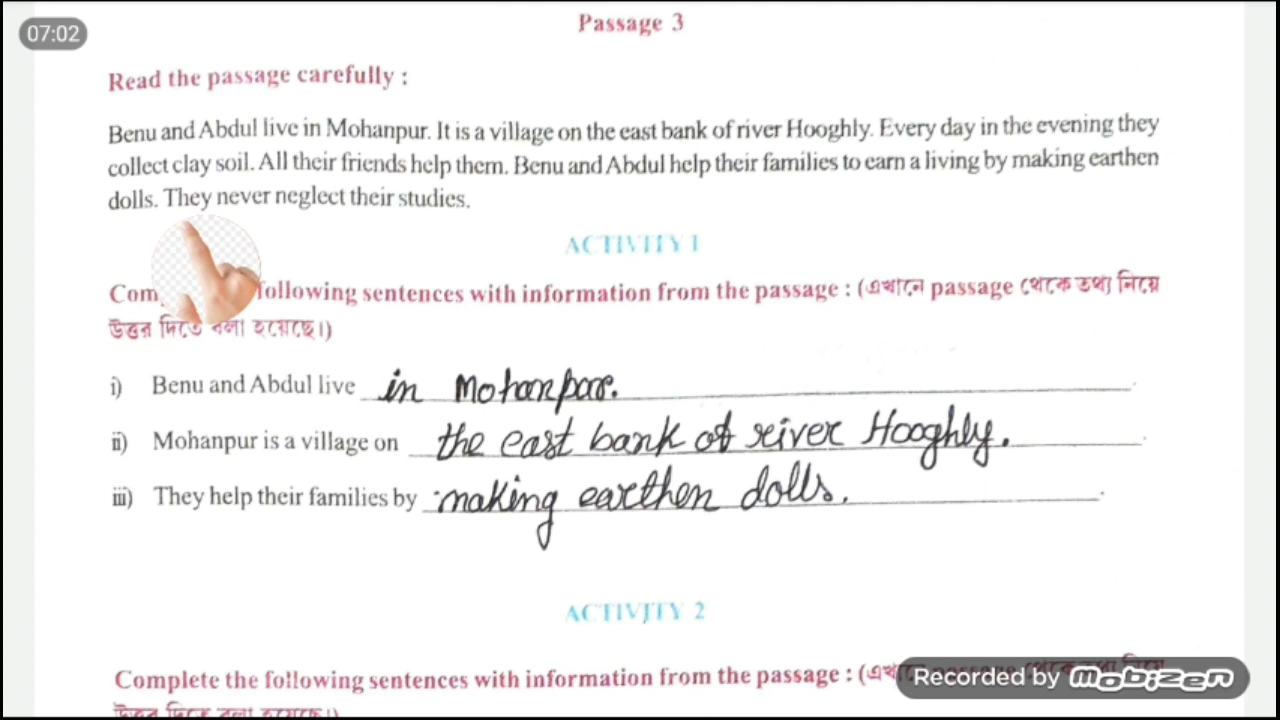 07:02
Passage 3
Read the passage carefully :
Benu and Abdul live in Mohanpur. It is a village on the east bank of river Hooghly. Every day in the evening they
collect clay soil. All their friends help them. Benu and Abdul help their families to earn a living by making earthen
dolls. They never neglect their studies.
ACTIVITY 1
Com following sentences with information from the passage : (এখানে passage থেকে তথ্য নিয়ে
উত্তর দিতে বলা হয়েছে।)
i) Benu and Abdul live in Mohanpur.
ii) Mohanpur is a village on the east bank of river Hooghly.
iii) They help their families by making earthen dolls.
ACTIVITY 2
Complete the following sentences with information from the passage :
Recorded by mobizen